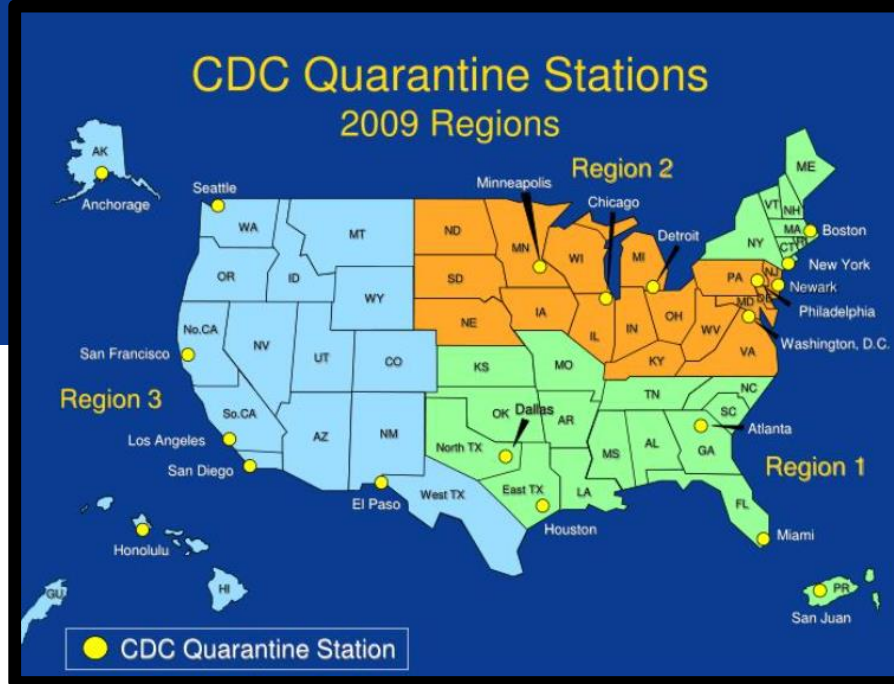 CDC Quarantine Stations
2009 Regions
Region 2
AK
Anchorage
Seattle
Minneapolis
Chicago
Detroit
ME
VT
NH
MA
Boston
NY
CT
RI
New York
WA
MT
ND
MN
WI
MI
OR
ID
WY
SD
PA
NJ
Newark
DE
MD
Philadelphia
Washington, D.C.
NE
IA
IL
IN
OH
WV
VA
KY
No.CA
NV
UT
CO
KS
MO
San Francisco
Region 3
So.CA
AZ
NM
OK
Dallas
AR
TN
NC
SC
Atlanta
Los Angeles
San Diego
North TX
MS
AL
GA
Region 1
El Paso
West TX
East TX
LA
Houston
FL
Miami
Honolulu
GU
HI
PR
San Juan
CDC Quarantine Station